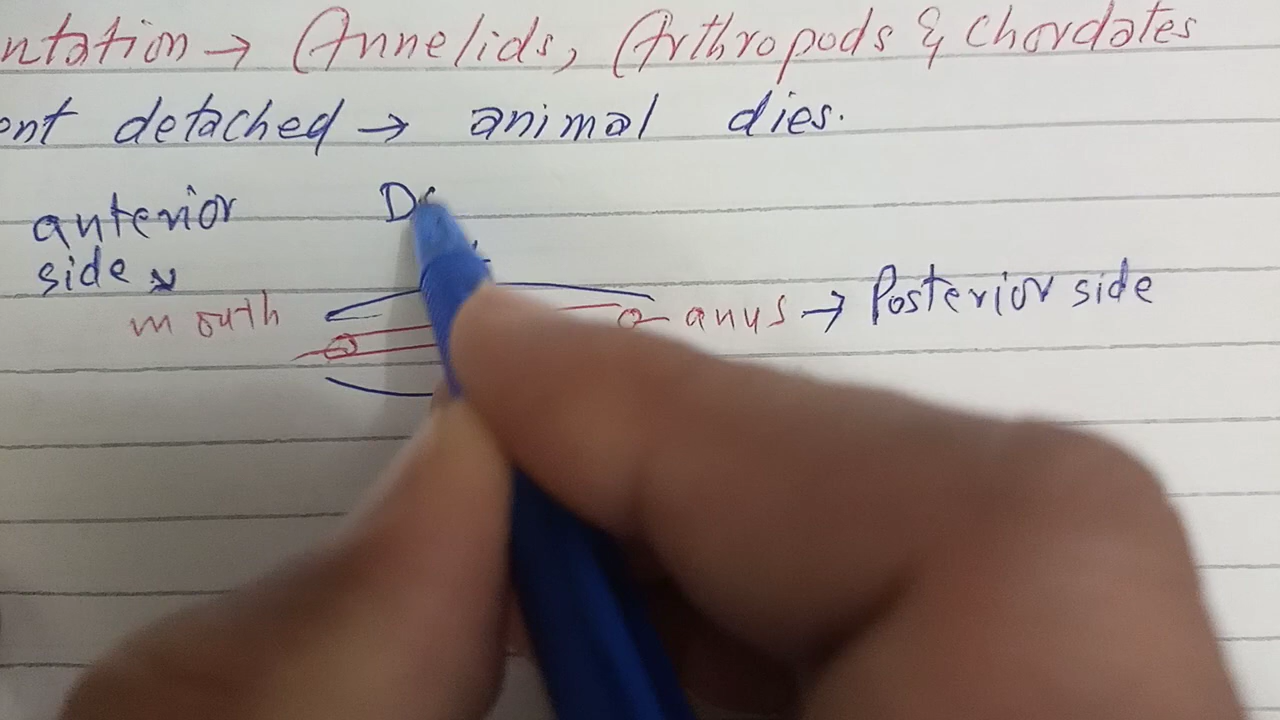 ntation → Annelids, Arthropods & Chordates
ent detached → animal dies.
anterior
side
mouth
anus → Posterior side